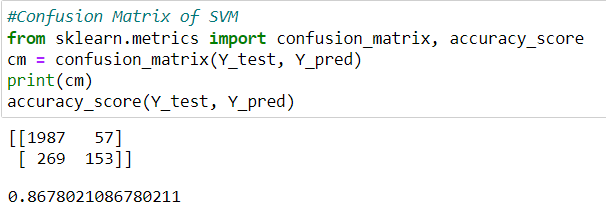 #Confusion Matrix of SVM
from sklearn.metrics import confusion_matrix, accuracy_score
cm = confusion_matrix(Y_test, Y_pred)
print(cm)
accuracy_score(Y_test, Y_pred)
[[1987   57]
 [ 269  153]]
0.8678021086780211